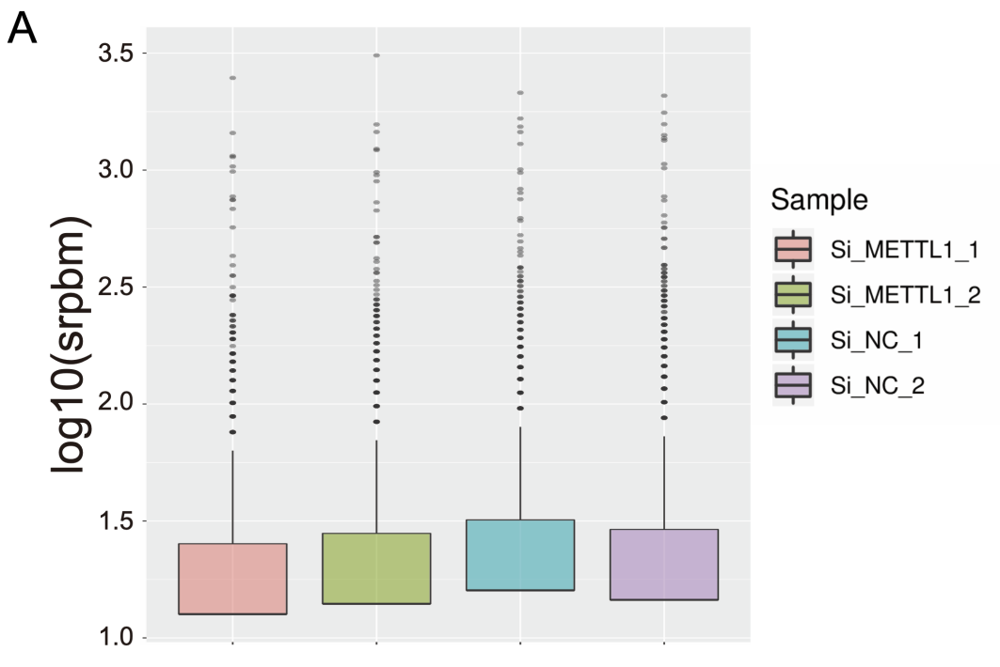 A
log10(srpbm)
3.5
3.0
2.5
2.0
1.5
1.0
Sample
Si_METTL1_1
Si_METTL1_2
Si_NC_1
Si_NC_2